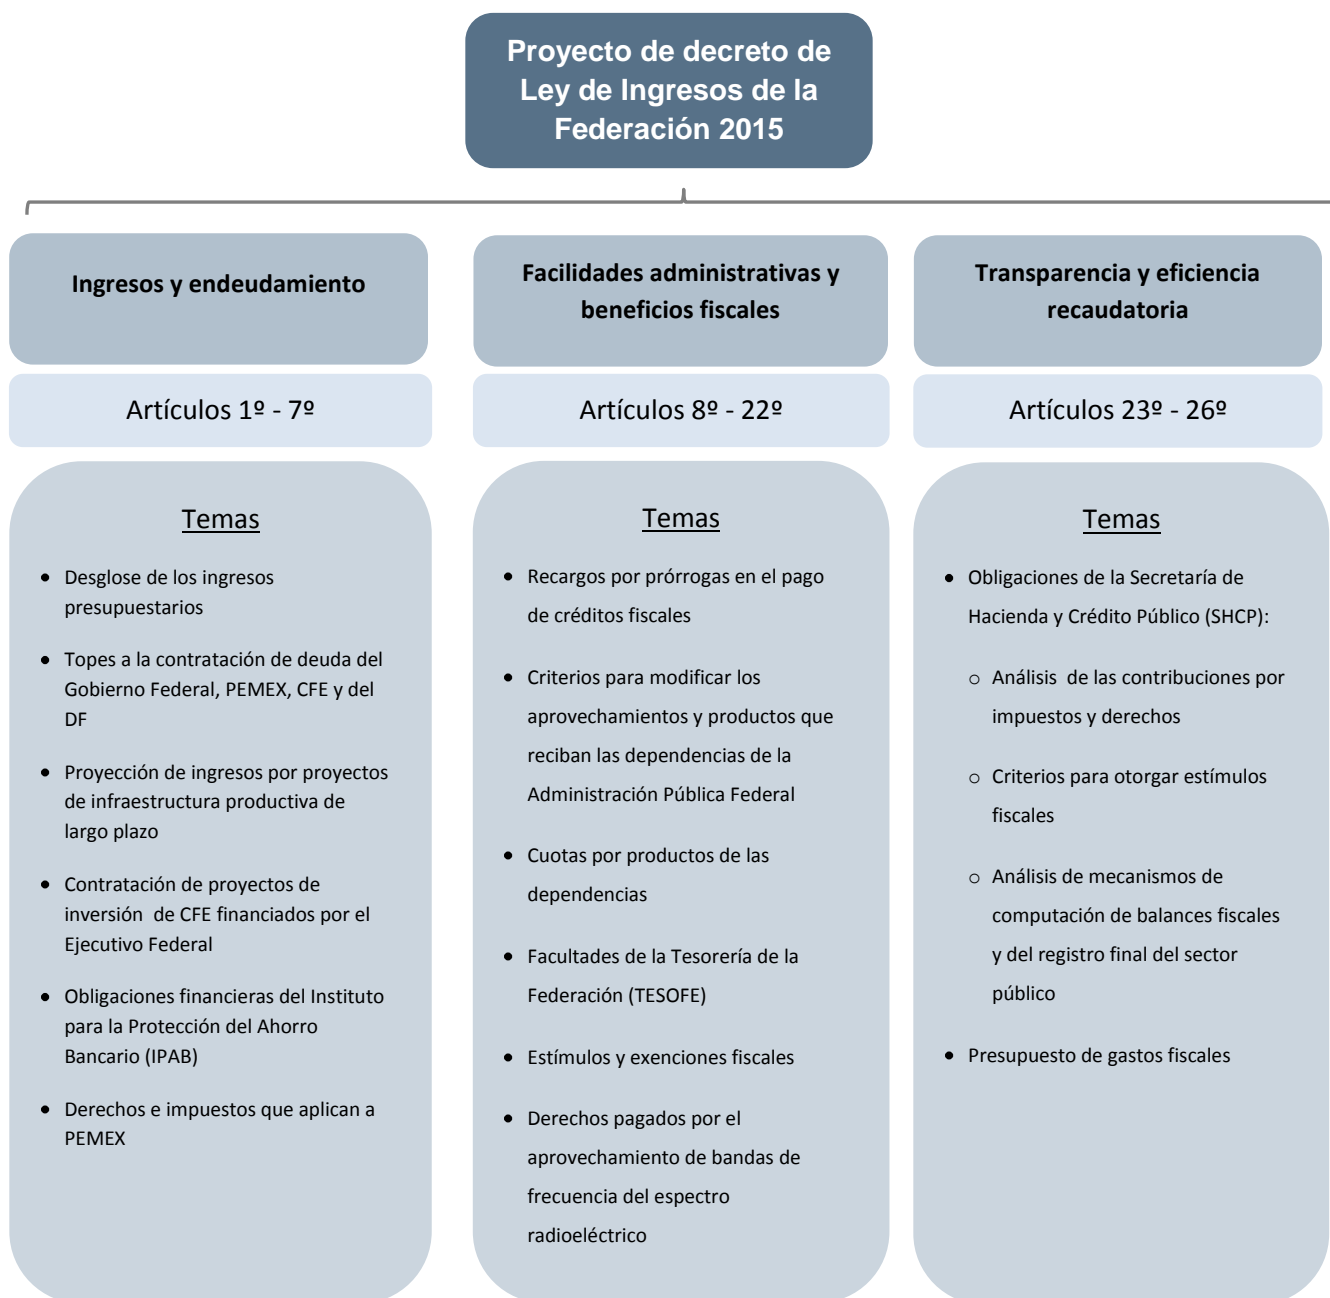 Proyecto de decreto de
Ley de Ingresos de la
Federación 2015
Ingresos y endeudamiento
Artículos 1º - 7º
Temas
• Desglose de los ingresos
presupuestarios
• Topes a la contratación de deuda del
Gobierno Federal, PEMEX, CFE y del
DF
• Proyección de ingresos por proyectos
de infraestructura productiva de
largo plazo
• Contratación de proyectos de
inversión de CFE financiados por el
Ejecutivo Federal
• Obligaciones financieras del Instituto
para la Protección del Ahorro
Bancario (IPAB)
• Derechos e impuestos que aplican a
PEMEX
Facilidades administrativas y
beneficios fiscales
Artículos 8º - 22º
Temas
• Recargos por prórrogas en el pago
de créditos fiscales
• Criterios para modificar los
aprovechamientos y productos que
reciban las dependencias de la
Administración Pública Federal
• Cuotas por productos de las
dependencias
• Facultades de la Tesorería de la
Federación (TESOFE)
• Estímulos y exenciones fiscales
• Derechos pagados por el
aprovechamiento de bandas de
frecuencia del espectro
radioeléctrico
Transparencia y eficiencia
recaudatoria
Artículos 23º - 26º
Temas
• Obligaciones de la Secretaría de
Hacienda y Crédito Público (SHCP):
o Análisis de las contribuciones por
impuestos y derechos
o Criterios para otorgar estímulos
fiscales
o Análisis de mecanismos de
computación de balances fiscales
y del registro final del sector
público
• Presupuesto de gastos fiscales